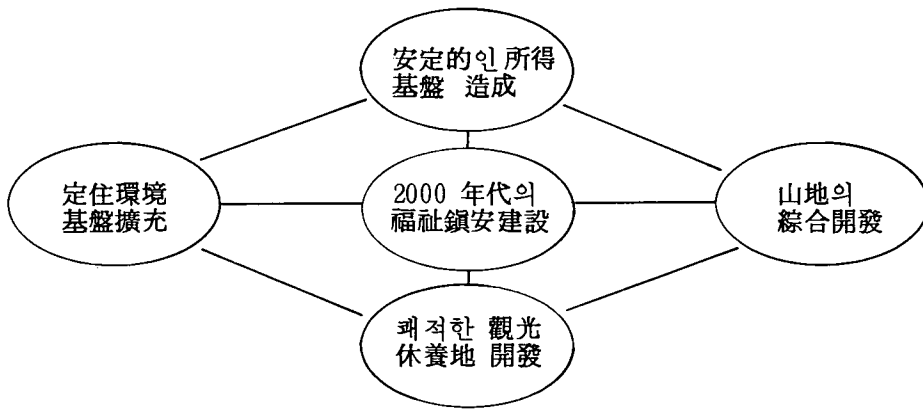 安定的인 所得
基盤 造成
定住環境
基盤擴充
2000 年代의
福祉鎭安建設
山地의
綜合開發
쾌적한 觀光
休養地 開發